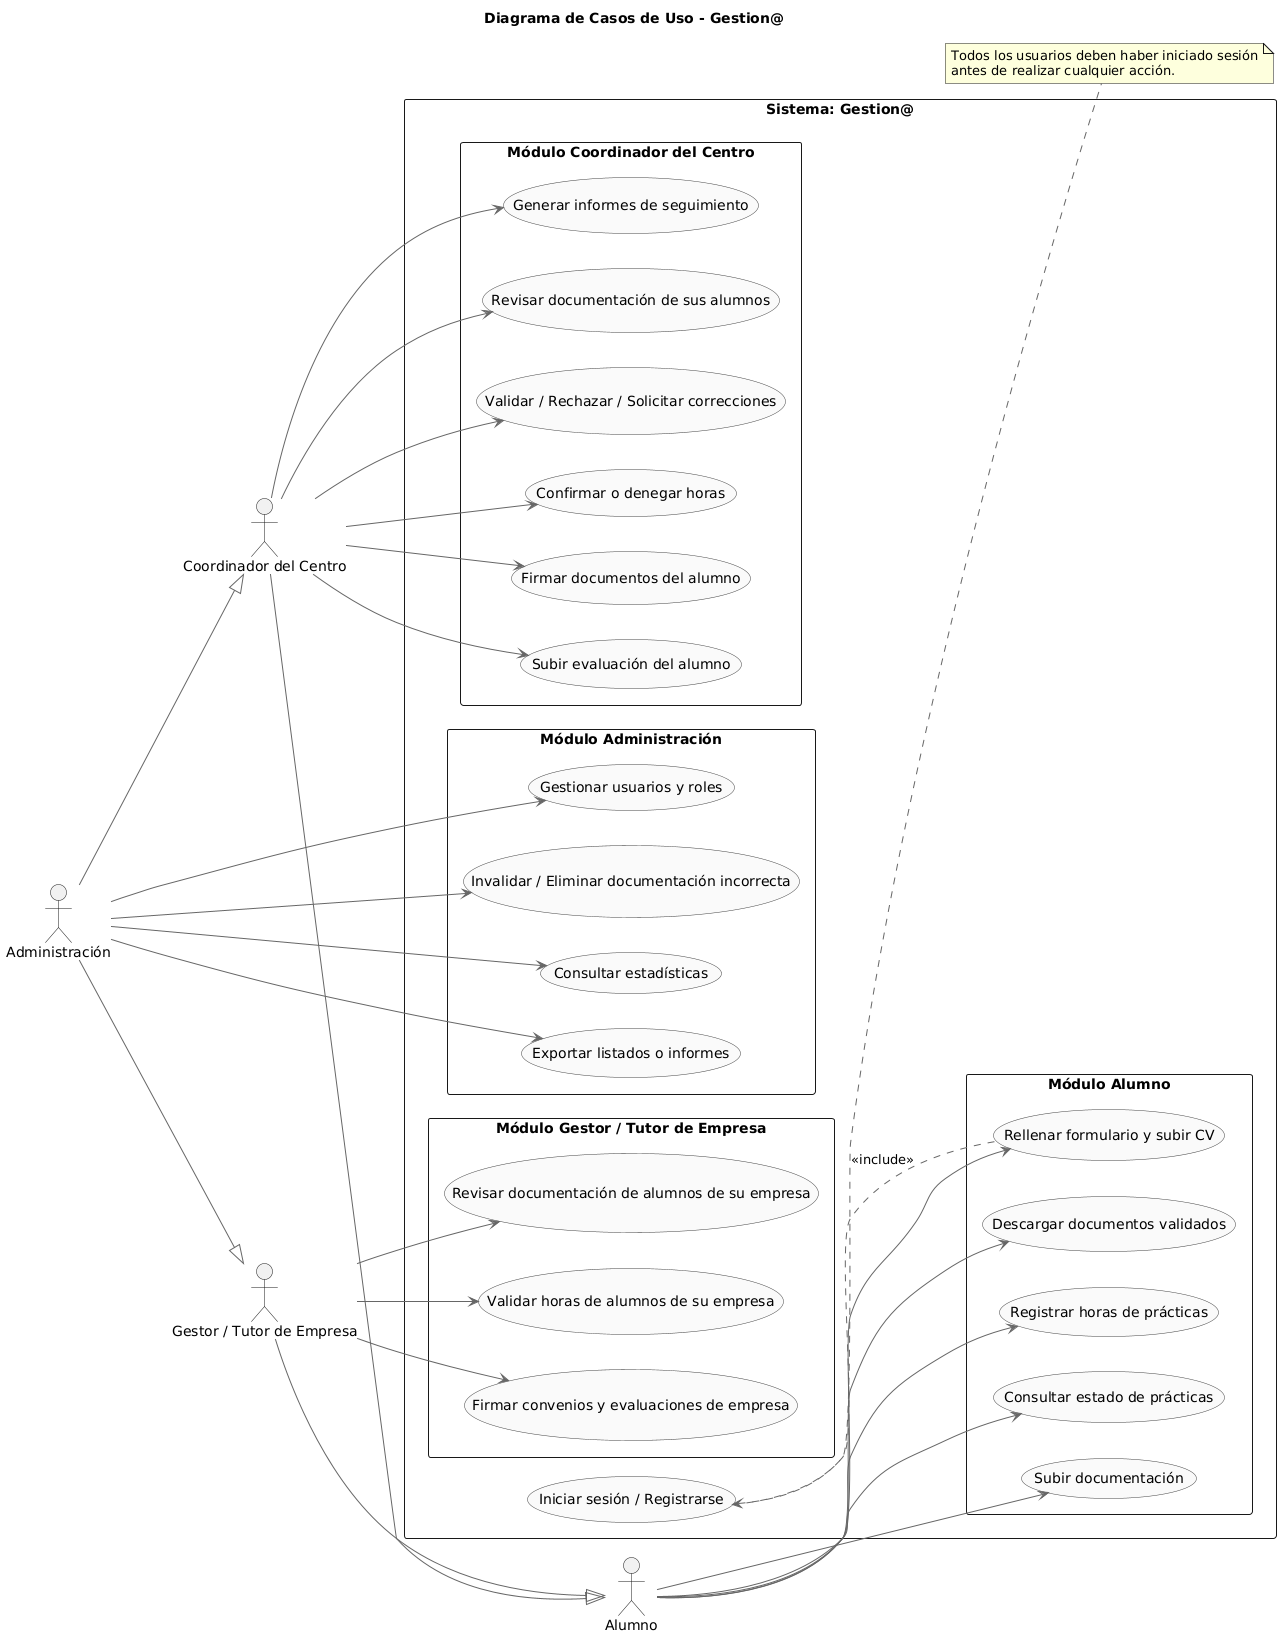 Diagrama de Casos de Uso - Gestion@
Todos los usuarios deben haber iniciado sesión
antes de realizar cualquier acción.
Sistema: Gestion@
Módulo Coordinador del Centro
Generar informes de seguimiento
Revisar documentación de sus alumnos
Validar / Rechazar / Solicitar correcciones
Confirmar o denegar horas
Firmar documentos del alumno
Subir evaluación del alumno
Coordinador del Centro
Módulo Administración
Gestionar usuarios y roles
Invalidar / Eliminar documentación incorrecta
Consultar estadísticas
Exportar listados o informes
Administración
Módulo Gestor / Tutor de Empresa
Revisar documentación de alumnos de su empresa
Validar horas de alumnos de su empresa
Firmar convenios y evaluaciones de empresa
Gestor / Tutor de Empresa
«include»
Módulo Alumno
Rellenar formulario y subir CV
Descargar documentos validados
Registrar horas de prácticas
Consultar estado de prácticas
Subir documentación
Iniciar sesión / Registrarse
Alumno